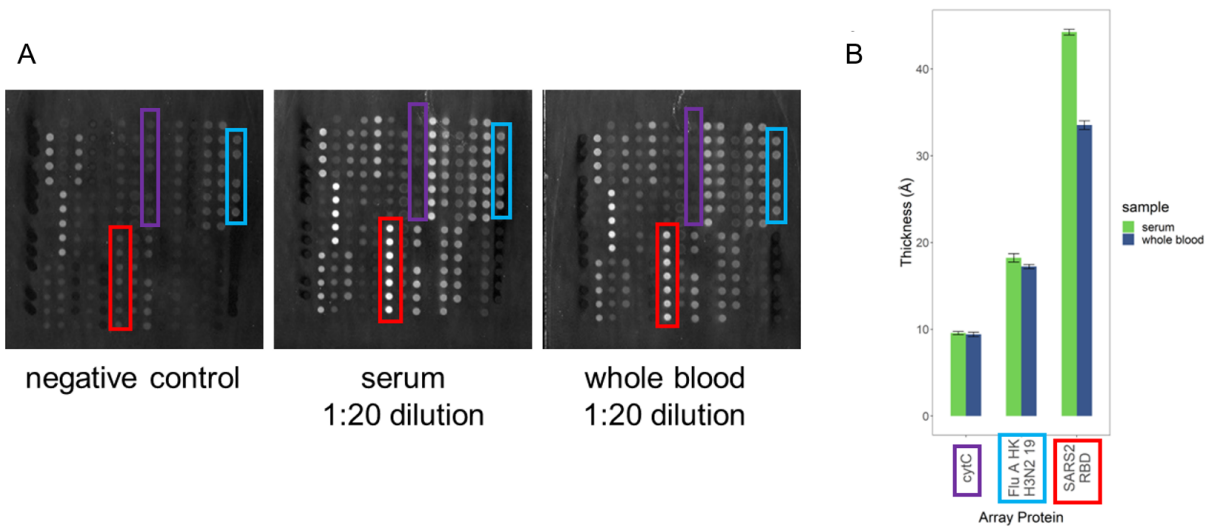 A
negative control
serum
1:20 dilution
whole blood
1:20 dilution
B
Thickness (Å)
40
30
20
10
0
cytC
Flu A HK
H3N2 19
SARS2
RBD
Array Protein
sample
serum
whole blood